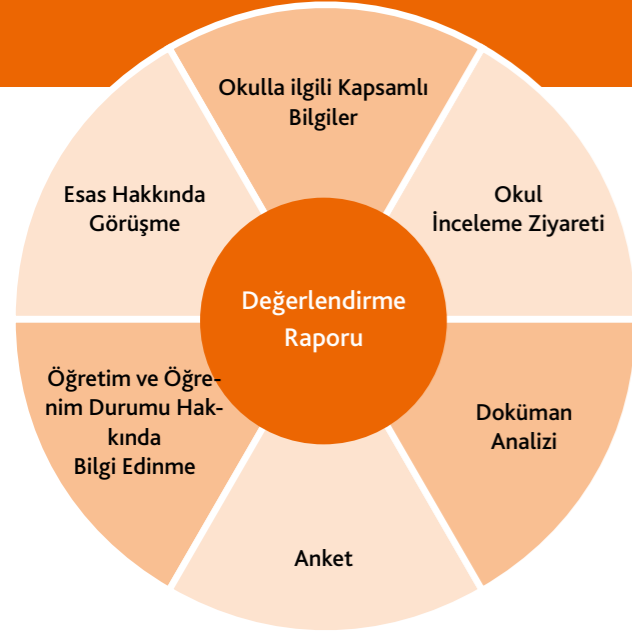 Okulla ilgili Kapsamlı
Bilgiler
Okul
İnceleme Ziyareti
Doküman
Analizi
Anket
Öğretim ve Öğre-
nim Durumu Hak-
kında
Bilgi Edinme
Esas Hakkında
Görüşme
Değerlendirme
Raporu